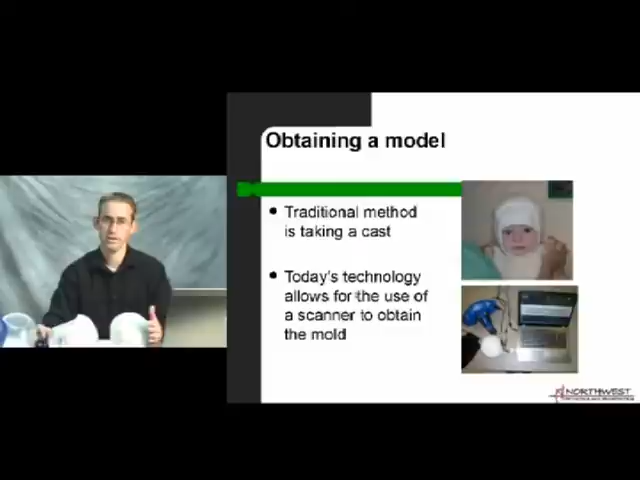 Obtaining a model
Traditional method
is taking a cast
Today's technology
allows for the use of
a scanner to obtain
the mold
NORTHWEST